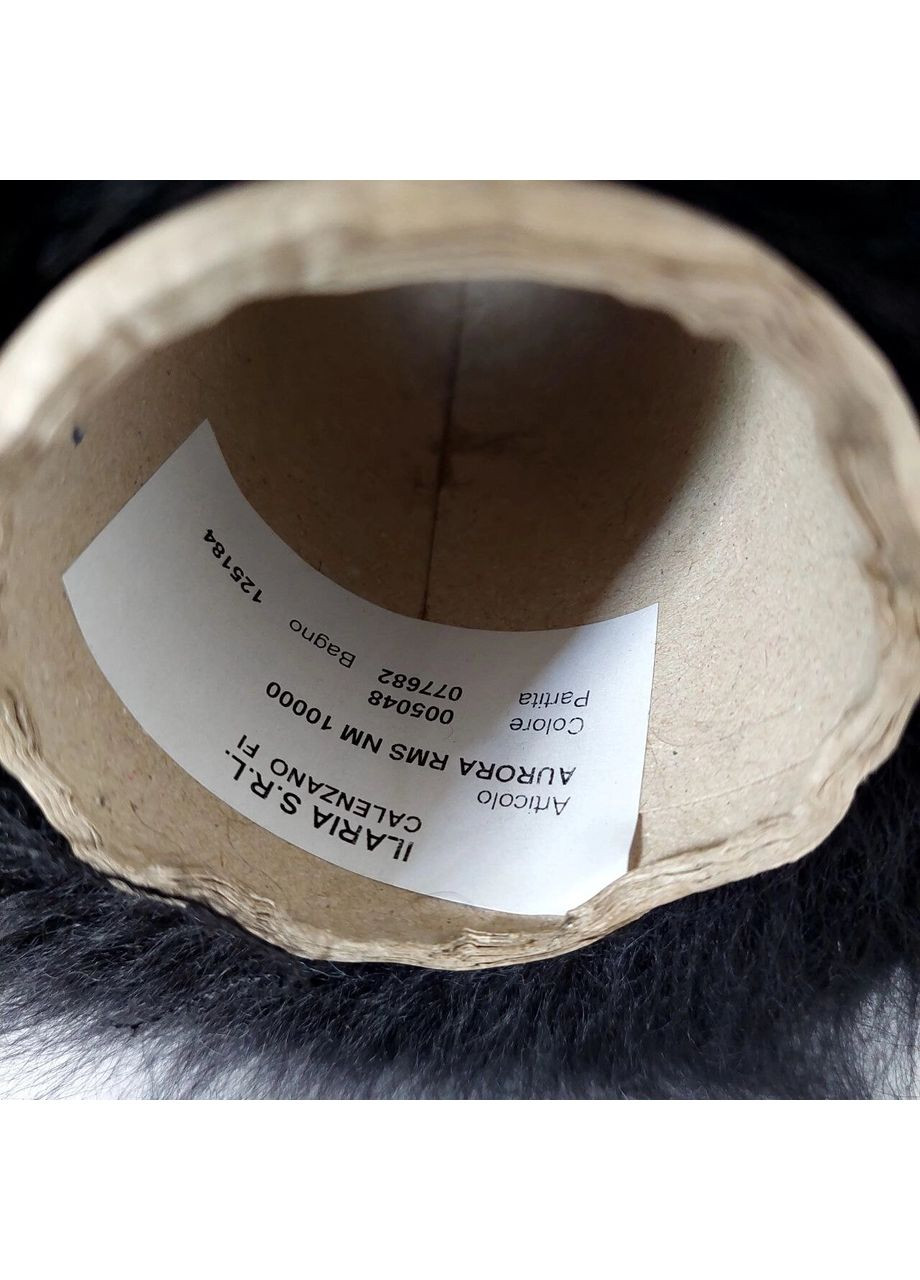 ILARIA S.R.L.
CALENZANO FI
Articolo
AURORA RMS NM 10000
Colore 005048
Partita 077682 Bagno 125184